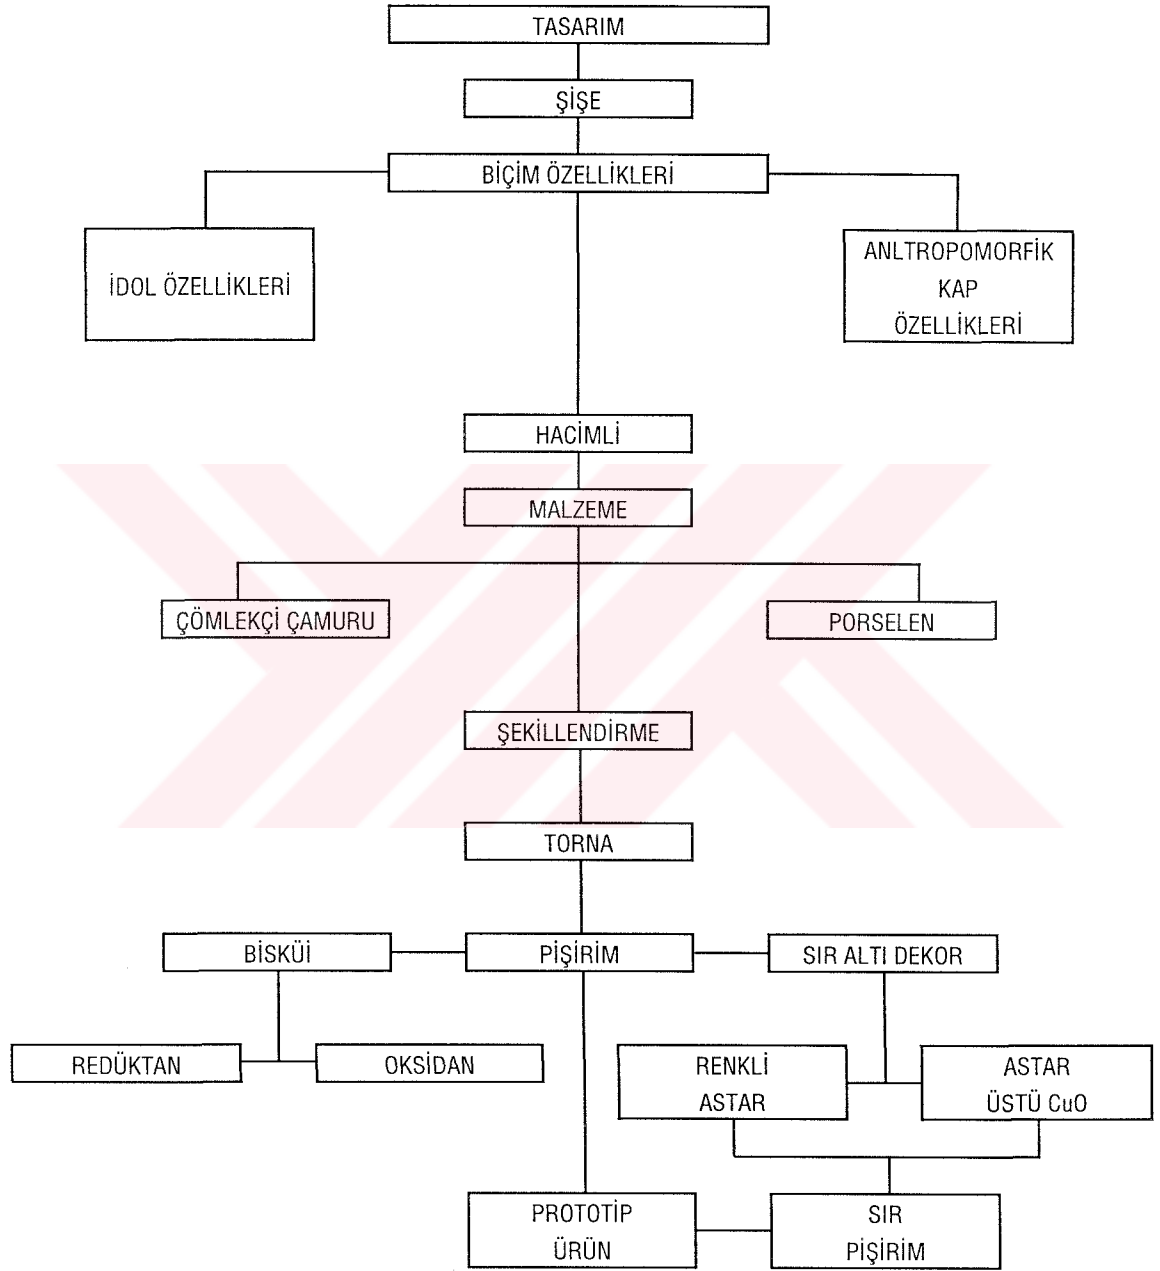 TASARIM
ŞİŞE
BİÇİM ÖZELLİKLERİ
İDOL ÖZELLİKLERİ
ANLTROPOMORFİK
KAP
ÖZELLİKLERİ
HACİMLİ
MALZEME
ÇÖMLEKÇİ ÇAMURU
PORSELEN
ŞEKİLLENDİRME
TORNA
BİSKÜİ
PİŞİRİM
SIR ALTI DEKOR
REDÜKTAN
OKSİDAN
RENKLİ
ASTAR
ASTAR
ÜSTÜ CuO
PROTOTİP
ÜRÜN
SIR
PİŞİRİM